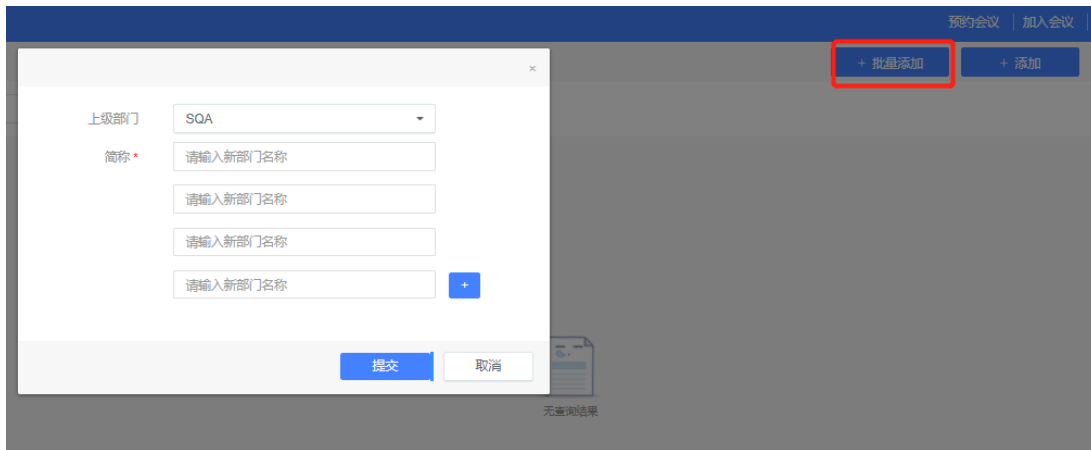 预约会议 加入会议
+ 批量添加 + 添加
×
上级部门 SQA
简称 * 请输入新部门名称
请输入新部门名称
请输入新部门名称
请输入新部门名称 +
提交 取消
无查询结果